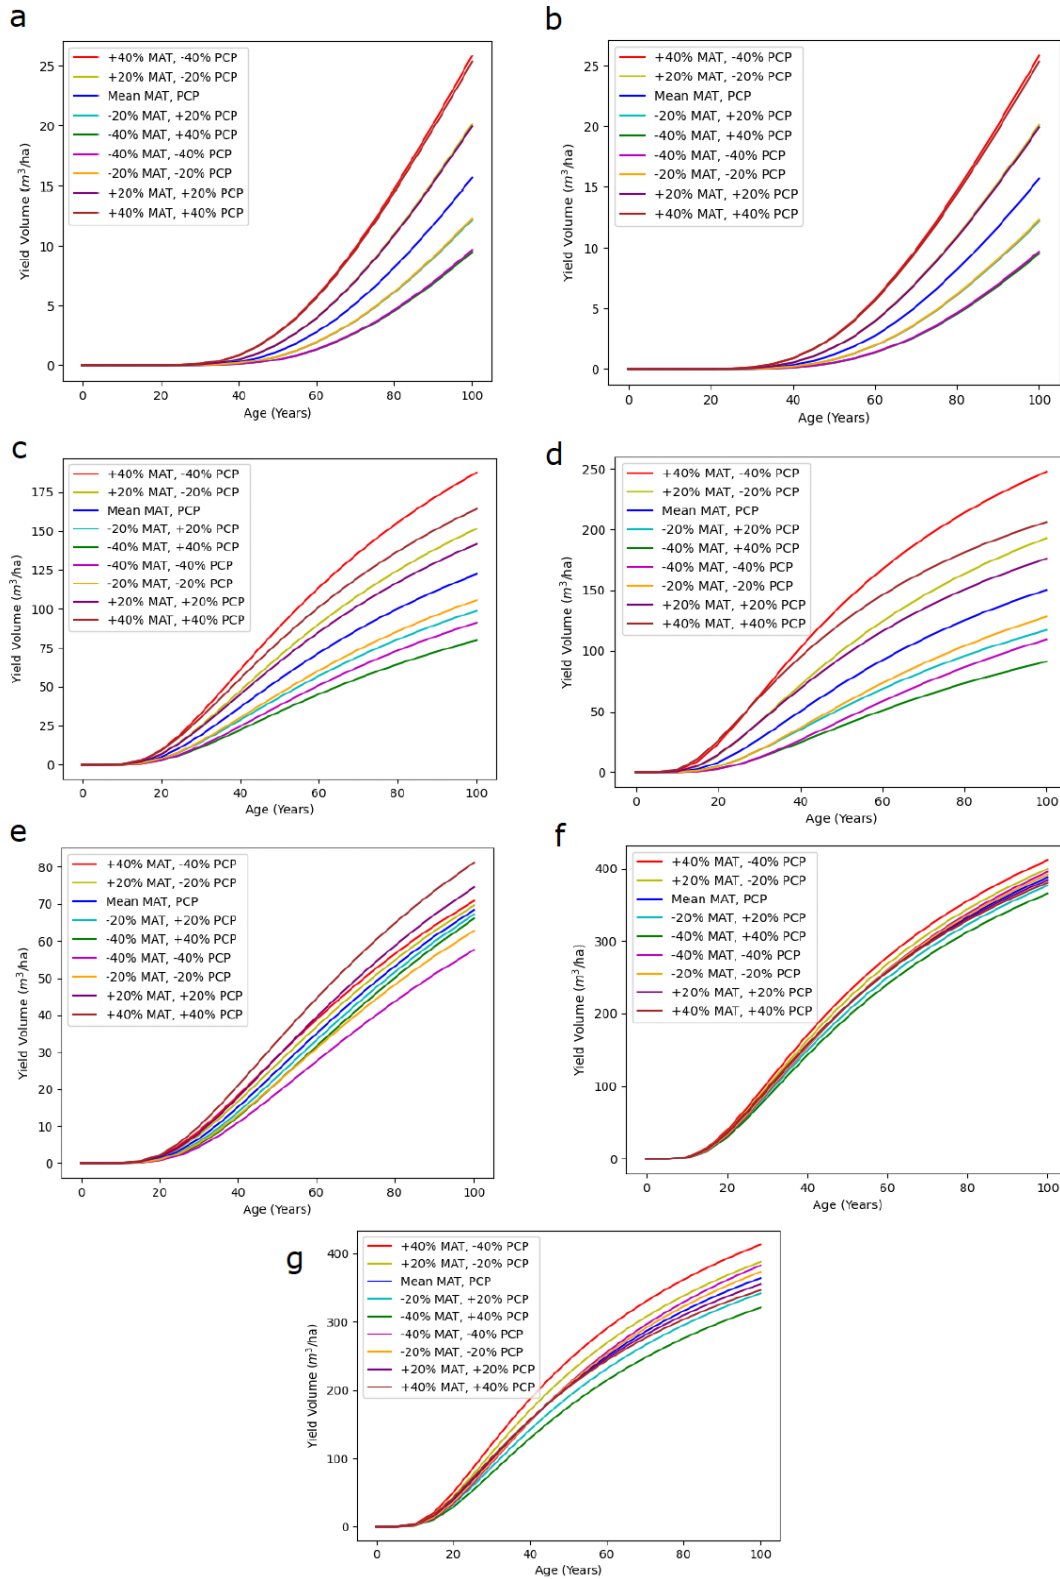 a
+40% MAT, -40% PCP
+20% MAT, -20% PCP
Mean MAT, PCP
-20% MAT, +20% PCP
-40% MAT, +40% PCP
-40% MAT, -40% PCP
-20% MAT, -20% PCP
+20% MAT, +20% PCP
+40% MAT, +40% PCP
Yield Volume (m³/ha)
25
20
15
10
5
0
0 20 40 60 80 100
Age (Years)
b
+40% MAT, -40% PCP
+20% MAT, -20% PCP
Mean MAT, PCP
-20% MAT, +20% PCP
-40% MAT, +40% PCP
-40% MAT, -40% PCP
-20% MAT, -20% PCP
+20% MAT, +20% PCP
+40% MAT, +40% PCP
Yield Volume (m³/ha)
25
20
15
10
5
0
0 20 40 60 80 100
Age (Years)
c
+40% MAT, -40% PCP
+20% MAT, -20% PCP
Mean MAT, PCP
-20% MAT, +20% PCP
-40% MAT, +40% PCP
-40% MAT, -40% PCP
-20% MAT, -20% PCP
+20% MAT, +20% PCP
+40% MAT, +40% PCP
Yield Volume (m³/ha)
175
150
125
100
75
50
25
0
0 20 40 60 80 100
Age (Years)
d
+40% MAT, -40% PCP
+20% MAT, -20% PCP
Mean MAT, PCP
-20% MAT, +20% PCP
-40% MAT, +40% PCP
-40% MAT, -40% PCP
-20% MAT, -20% PCP
+20% MAT, +20% PCP
+40% MAT, +40% PCP
Yield Volume (m³/ha)
250
200
150
100
50
0
0 20 40 60 80 100
Age (Years)
e
+40% MAT, -40% PCP
+20% MAT, -20% PCP
Mean MAT, PCP
-20% MAT, +20% PCP
-40% MAT, +40% PCP
-40% MAT, -40% PCP
-20% MAT, -20% PCP
+20% MAT, +20% PCP
+40% MAT, +40% PCP
Yield Volume (m³/ha)
80
70
60
50
40
30
20
10
0
0 20 40 60 80 100
Age (Years)
f
+40% MAT, -40% PCP
+20% MAT, -20% PCP
Mean MAT, PCP
-20% MAT, +20% PCP
-40% MAT, +40% PCP
-40% MAT, -40% PCP
-20% MAT, -20% PCP
+20% MAT, +20% PCP
+40% MAT, +40% PCP
Yield Volume (m³/ha)
400
300
200
100
0
0 20 40 60 80 100
Age (Years)
g
+40% MAT, -40% PCP
+20% MAT, -20% PCP
Mean MAT, PCP
-20% MAT, +20% PCP
-40% MAT, +40% PCP
-40% MAT, -40% PCP
-20% MAT, -20% PCP
+20% MAT, +20% PCP
+40% MAT, +40% PCP
Yield Volume (m³/ha)
400
300
200
100
0
0 20 40 60 80 100
Age (Years)